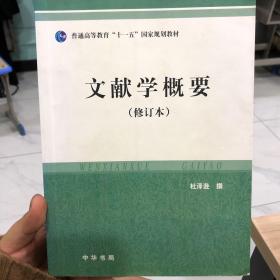 普通高等教育“十一五”国家规划教材
文献学概要
(修订本)
WENXIANXUE GAIYAO
杜泽逊 撰
中华书局